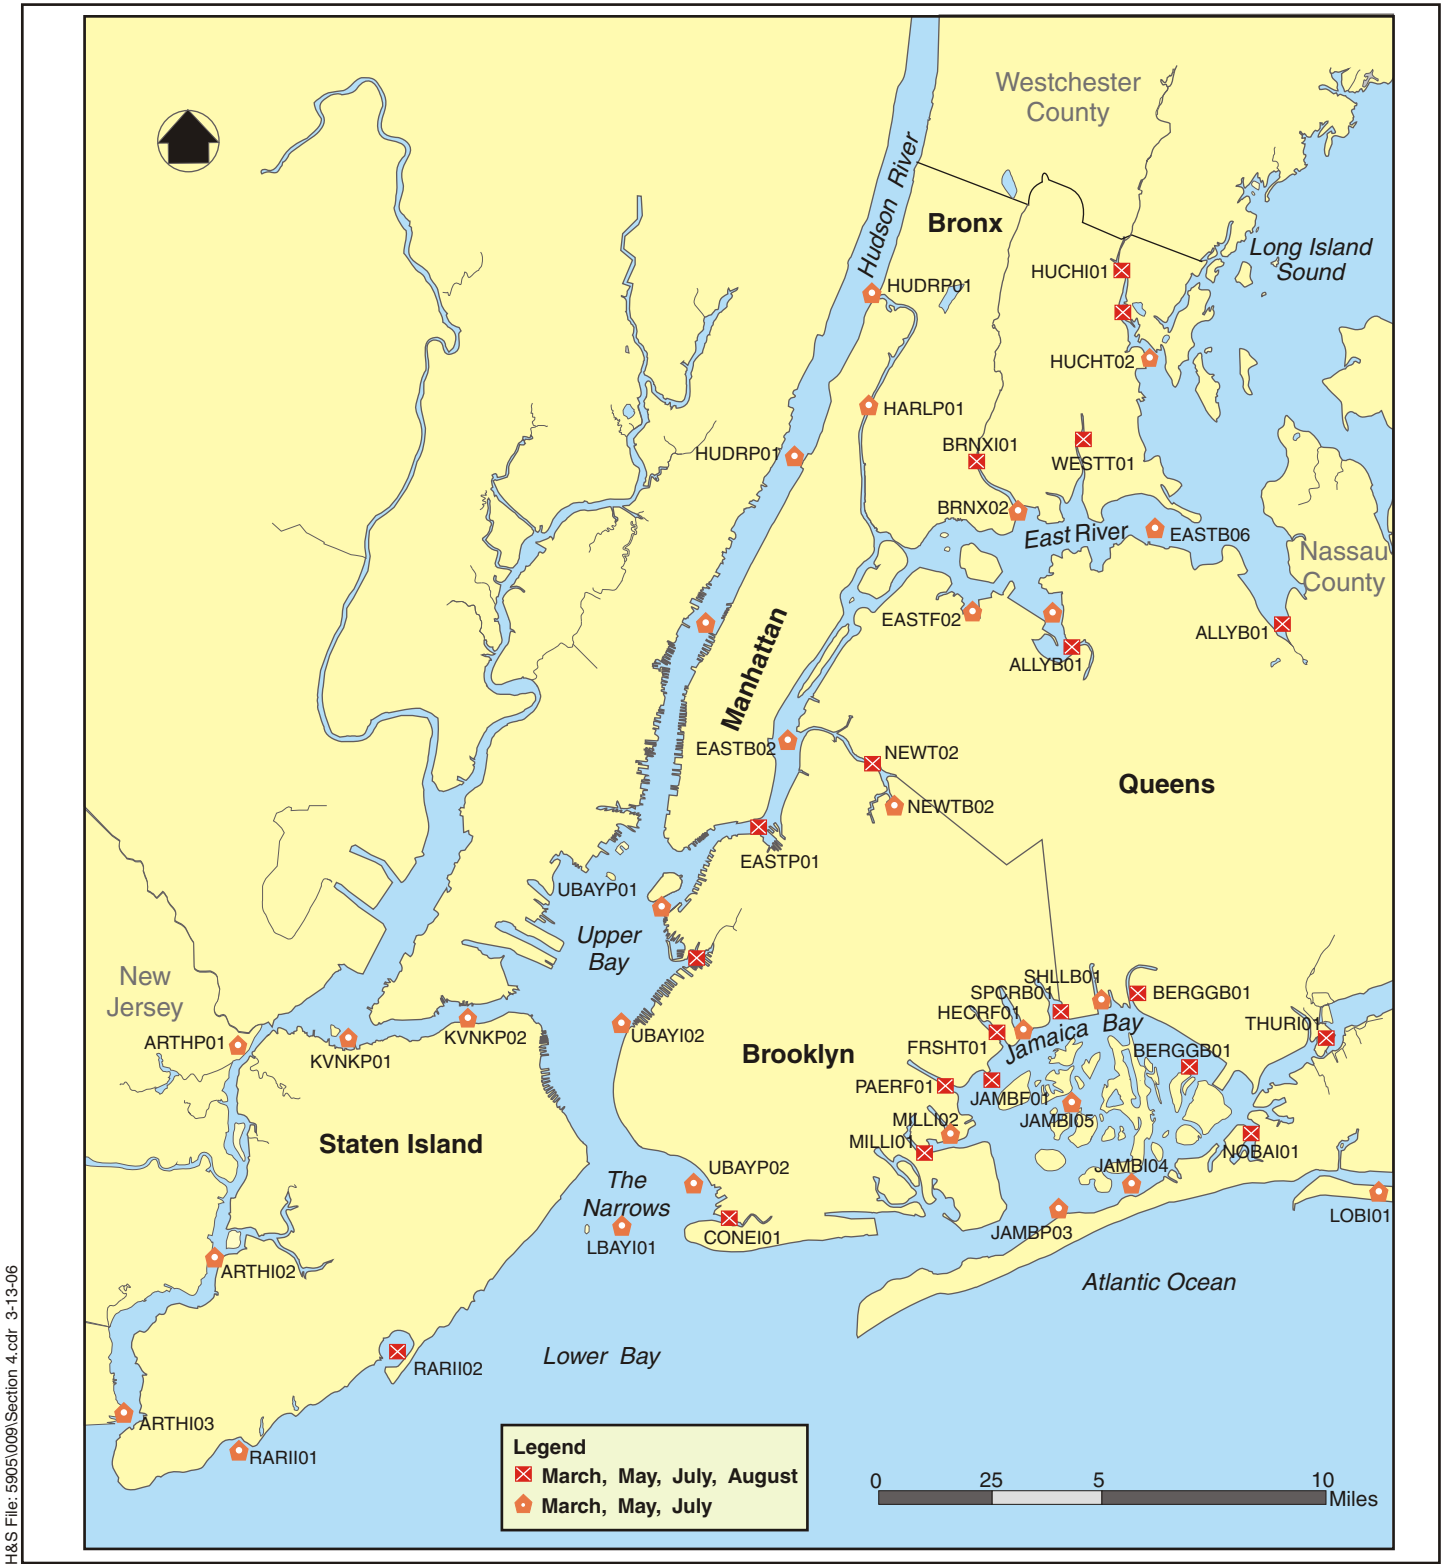 Westchester
County
Hudson River
Bronx
Long Island
Sound
HUCHI01
HUDRP01
HUCHT02
HARLP01
BRNXI01
HUDRP01
WESTT01
BRNX02
East River
EASTB06
Nassau
County
EASTF02
ALLYB01
ALLYB01
Manhattan
EASTB02
NEWT02
Queens
NEWTB02
EASTP01
UBAYP01
Upper
Bay
New
Jersey
SHLLB01
SPCRB01
BERGGB01
HECRF01
THURI01
ARTHP01
KVNKP01
KVNKP02
UBAYI02
Brooklyn
FRSHT01
Jamaica Bay
BERGGB01
PAERF01
JAMBF01
MILLI02
JAMBI05
MILLI01
Staten Island
NOBAI01
UBAYP02
JAMBI04
The
Narrows
LOBI01
CONEI01
JAMBP03
LBAYI01
ARTHI02
Atlantic Ocean
Lower Bay
RARII02
ARTHI03
RARII01
Legend
March, May, July, August
March, May, July
0 25 5 10
Miles
H&S File: 5905\009\Section 4.cdr 3-13-06